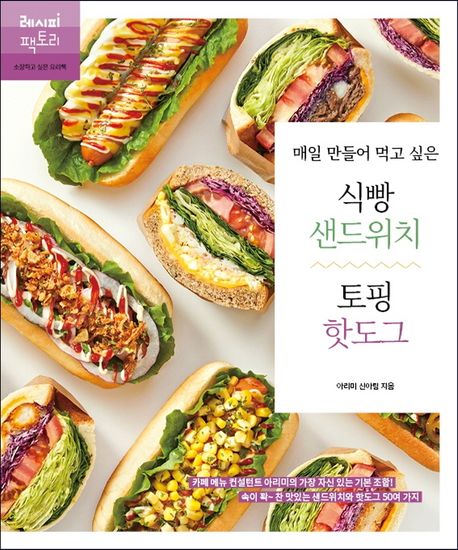 레시피
팩토리
소장하고 싶은 요리책
매일 만들어 먹고 싶은
식빵
샌드위치
토핑
핫도그
아리미 신아림 지음
카페 메뉴 컨설턴트 아리미의 가장 자신 있는 기본 조합!
속이 꽉~ 찬 맛있는 샌드위치와 핫도그 50여 가지